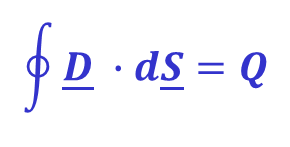 ∮ D · dS = Q